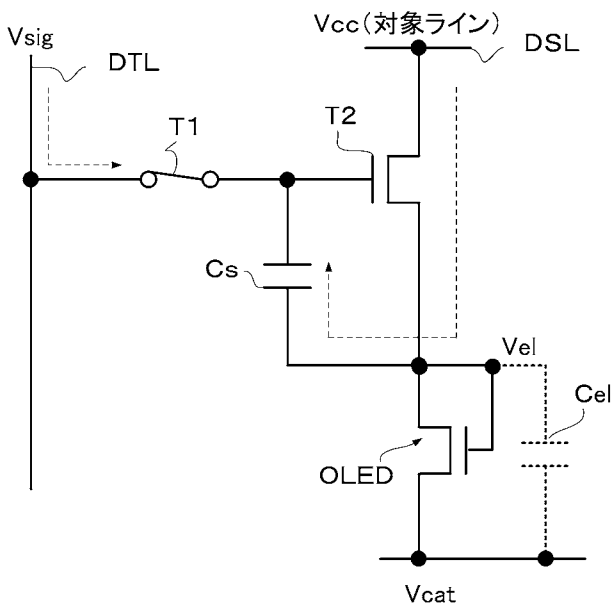 Vsig
Vcc(対象ライン)
DTL
DSL
T1
T2
Cs
Vel
Cel
OLED
Vcat